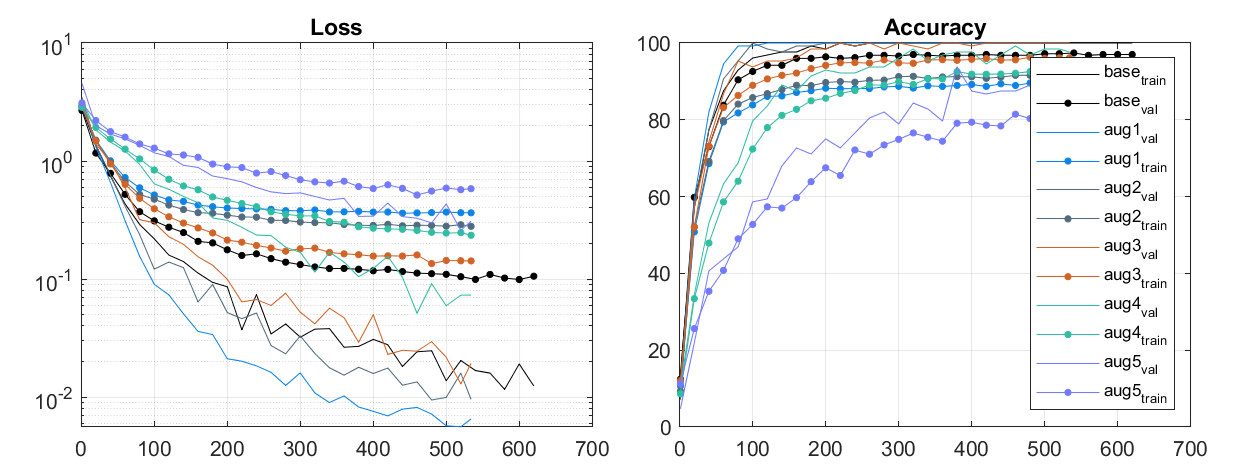 Loss
10^1
10^0
10^-1
10^-2
0 100 200 300 400 500 600 700
Accuracy
100
80
60
40
20
0
0 100 200 300 400 500 600 700
base_train
base_val
aug1_val
aug1_train
aug2_val
aug2_train
aug3_val
aug3_train
aug4_val
aug4_train
aug5_val
aug5_train